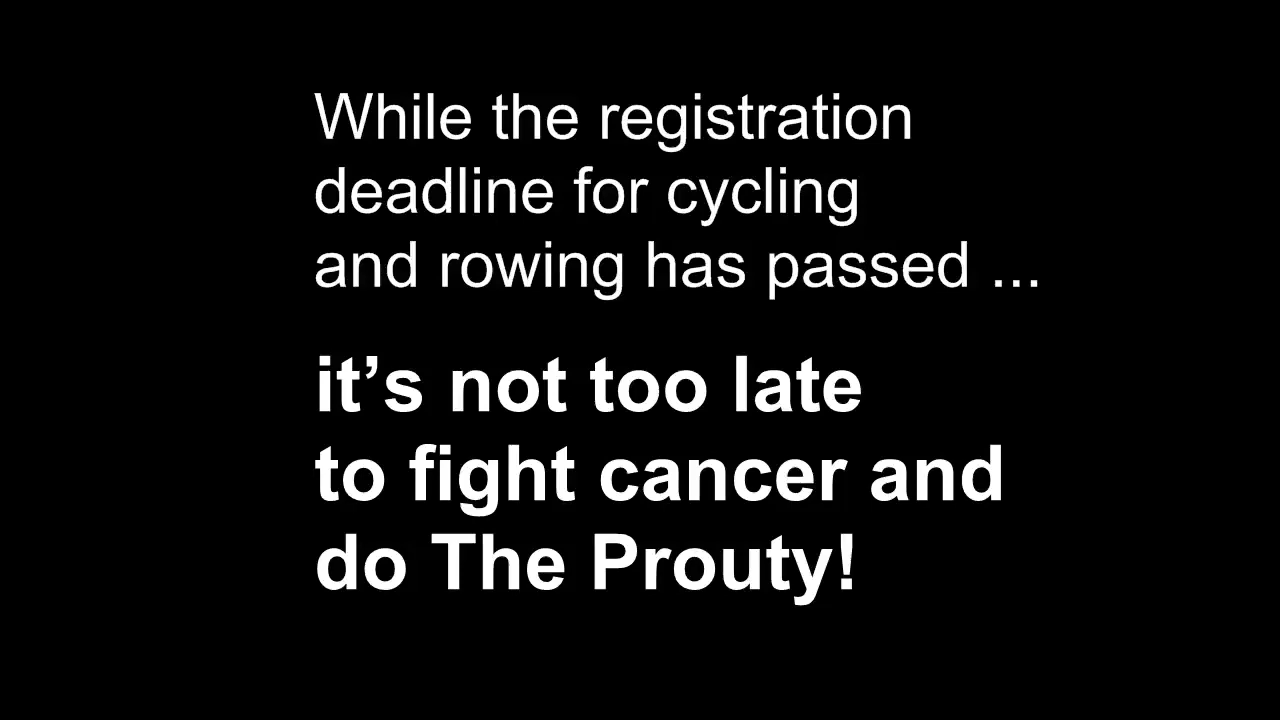 While the registration
deadline for cycling
and rowing has passed ...
it’s not too late
to fight cancer and
do The Prouty!